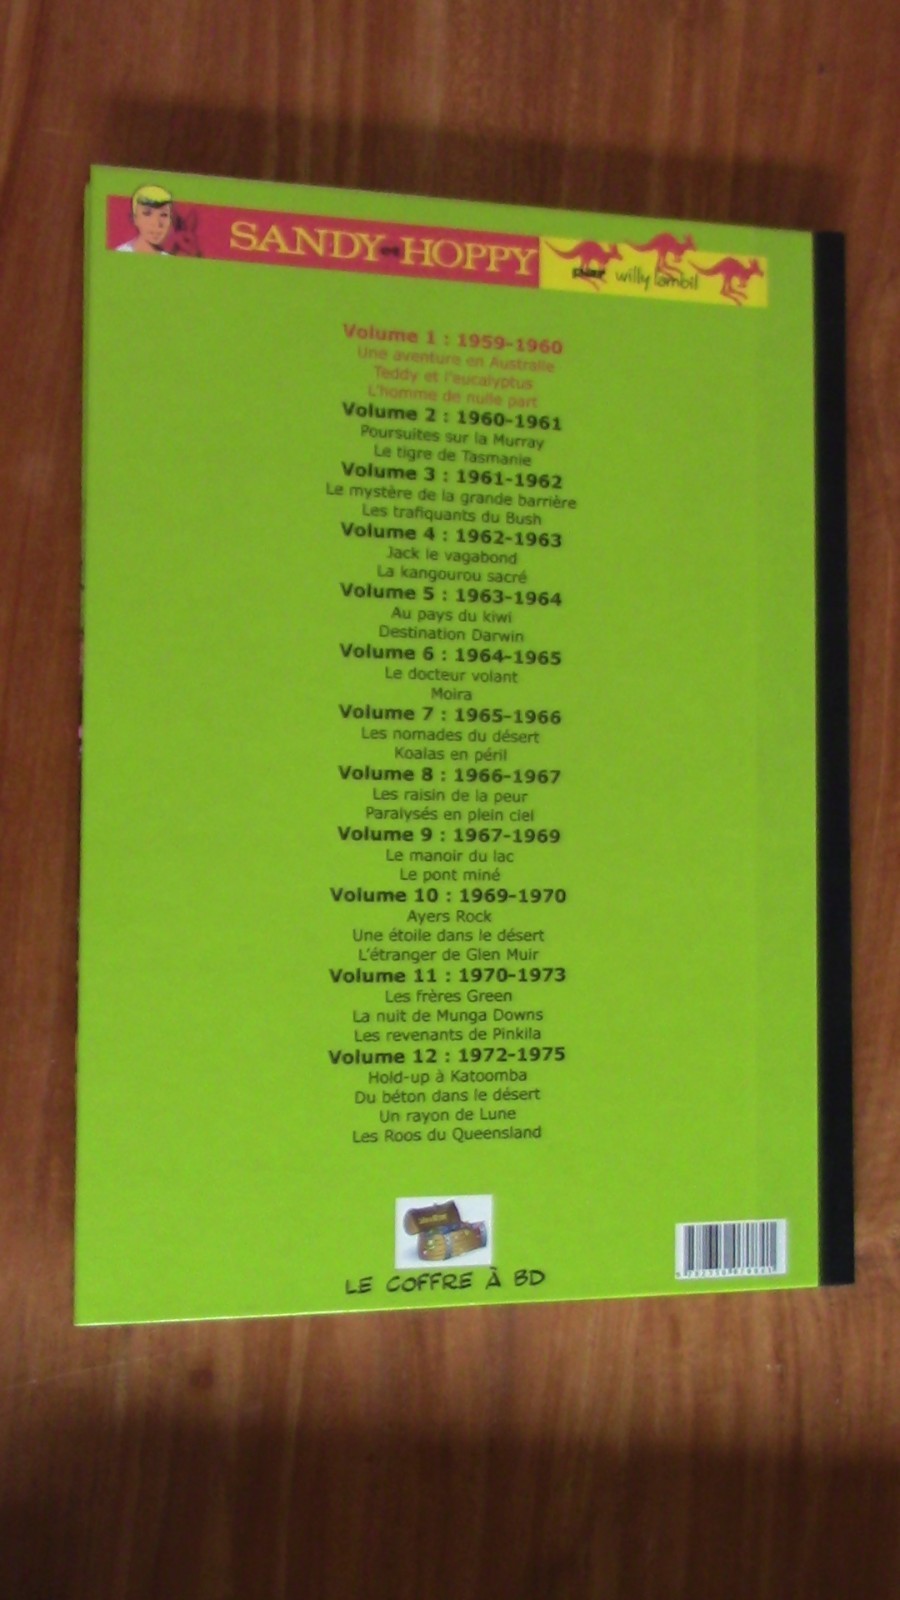 SANDY et HOPPY
par willy lambil
Volume 1 : 1959-1960
Une aventure en Australie
Teddy et l'eucalyptus
L'homme de nulle part
Volume 2 : 1960-1961
Poursuites sur la Murray
Le tigre de Tasmanie
Volume 3 : 1961-1962
Le mystère de la grande barrière
Les trafiquants du Bush
Volume 4 : 1962-1963
Jack le vagabond
La kangourou sacré
Volume 5 : 1963-1964
Au pays du kiwi
Destination Darwin
Volume 6 : 1964-1965
Le docteur volant
Moira
Volume 7 : 1965-1966
Les nomades du désert
Koalas en péril
Volume 8 : 1966-1967
Les raisin de la peur
Paralysés en plein ciel
Volume 9 : 1967-1969
Le manoir du lac
Le pont miné
Volume 10 : 1969-1970
Ayers Rock
Une étoile dans le désert
L'étranger de Glen Muir
Volume 11 : 1970-1973
Les frères Green
La nuit de Munga Downs
Les revenants de Pinkila
Volume 12 : 1972-1975
Hold-up à Katoomba
Du béton dans le désert
Un rayon de Lune
Les Roos du Queensland
LE COFFRE À BD